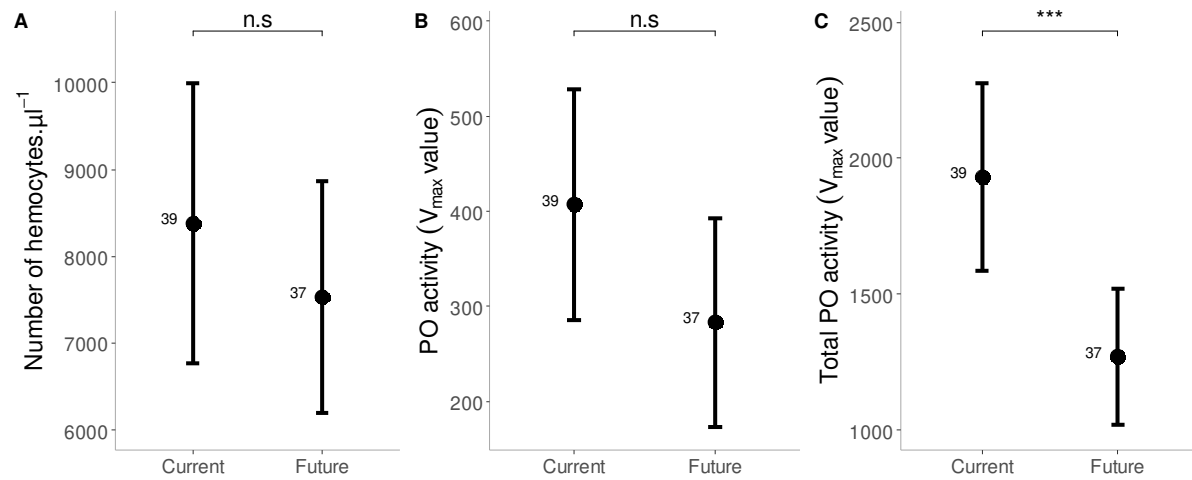 A
n.s
Number of hemocytes.µl⁻¹
10000
9000
8000
7000
6000
39
37
Current
Future
B
n.s
PO activity (Vmax value)
600
500
400
300
200
39
37
Current
Future
C
***
Total PO activity (Vmax value)
2500
2000
1500
1000
39
37
Current
Future